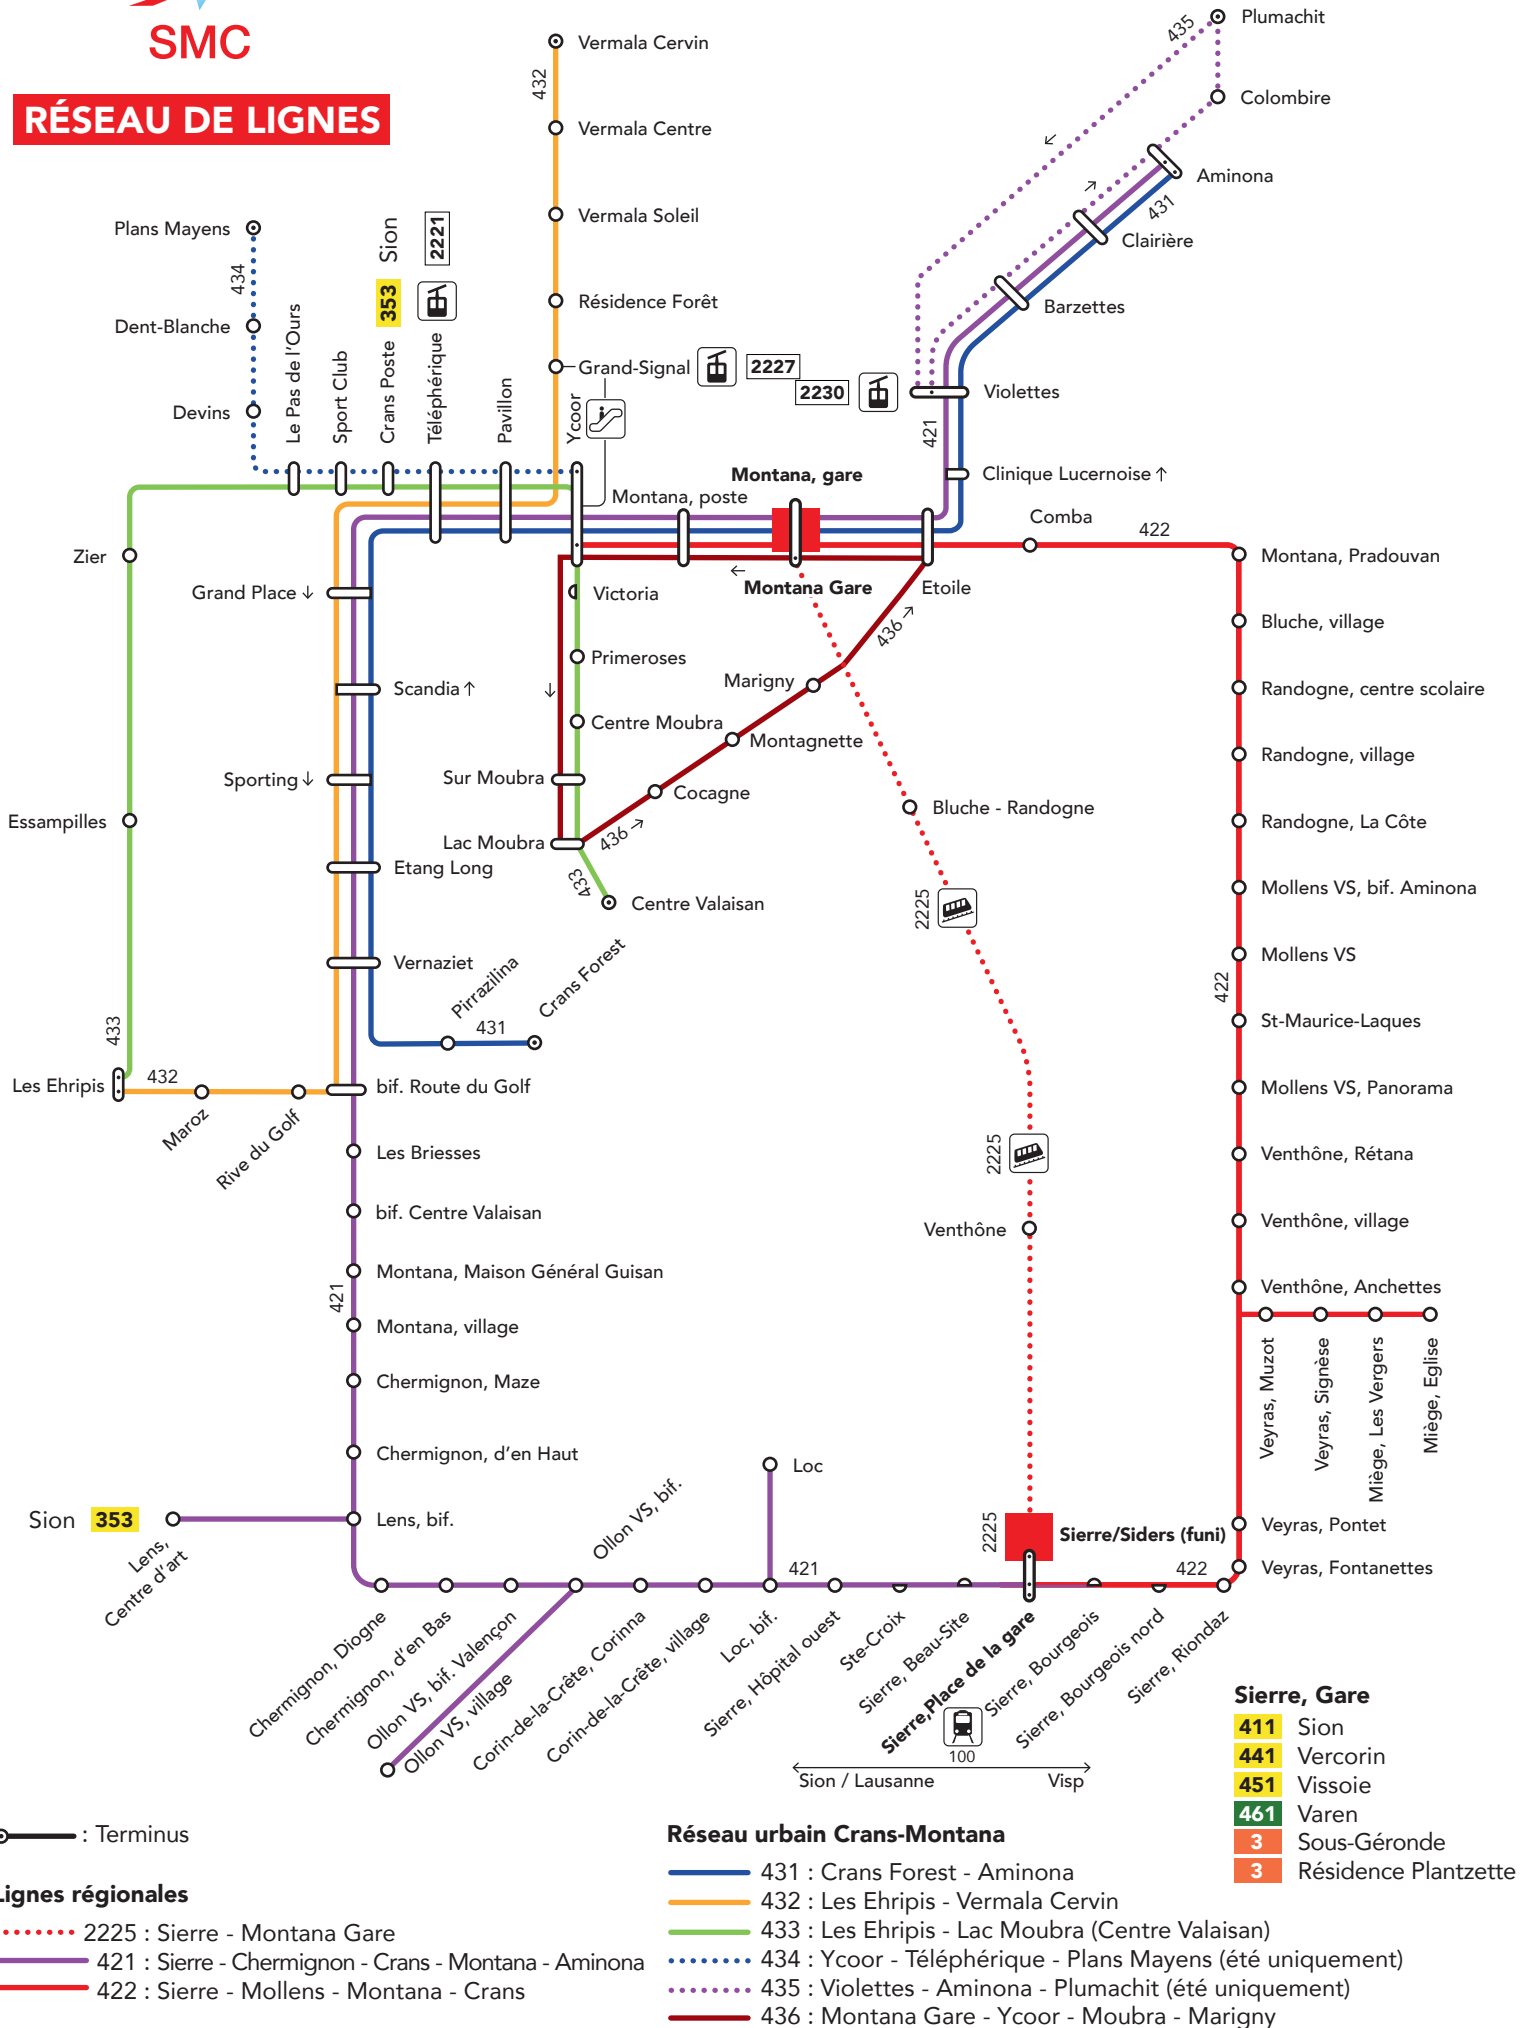 SMC
RÉSEAU DE LIGNES
Vermala Cervin
432
Vermala Centre
Vermala Soleil
Résidence Forêt
Grand-Signal
2227
2230
Plumachit
435
Colombire
Aminona
431
Clairière
Barzettes
Violettes
421
Clinique Lucernoise ↑
Plans Mayens
434
Dent-Blanche
Devins
Le Pas de l'Ours
Sport Club
Crans Poste
353
Sion
Téléphérique
2221
Pavillon
Ycoor
Montana, poste
Montana, gare
Montana Gare
←
Etoile
Comba
422
Zier
Essampilles
433
Les Ehripis
432
Maroz
Rive du Golf
Grand Place ↓
Scandia ↑
Sporting ↓
Etang Long
Vernaziet
Pirrazilina
431
Crans Forest
bif. Route du Golf
Victoria
Primeroses
Centre Moubra
Sur Moubra
Lac Moubra
433
Centre Valaisan
436 →
Cocagne
Montagnette
Marigny
436 →
Bluche - Randogne
2225
2225
Venthône
2225
Sierre/Siders (funi)
Montana, Pradouvan
Bluche, village
Randogne, centre scolaire
Randogne, village
Randogne, La Côte
Mollens VS, bif. Aminona
Mollens VS
422
St-Maurice-Laques
Mollens VS, Panorama
Venthône, Rétana
Venthône, village
Venthône, Anchettes
Veyras, Muzot
Veyras, Signèse
Miège, Les Vergers
Miège, Eglise
Veyras, Pontet
Veyras, Fontanettes
422
Les Briesses
bif. Centre Valaisan
Montana, Maison Général Guisan
421
Montana, village
Chermignon, Maze
Chermignon, d'en Haut
Lens, bif.
Sion 353
Lens,
Centre d'art
Chermignon, Diogne
Chermignon, d'en Bas
Ollon VS, bif. Valençon
Ollon VS, village
Ollon VS, bif.
Corin-de-la-Crête, Corinna
Corin-de-la-Crête, village
Loc
Loc, bif.
421
Sierre, Hôpital ouest
Ste-Croix
Sierre, Beau-Site
Sierre,Place de la gare
Sierre, Bourgeois
Sierre, Bourgeois nord
Sierre, Riondaz
100
Sion / Lausanne
Visp
Sierre, Gare
411 Sion
441 Vercorin
451 Vissoie
461 Varen
3 Sous-Géronde
3 Résidence Plantzette
: Terminus
Lignes régionales
2225 : Sierre - Montana Gare
421 : Sierre - Chermignon - Crans - Montana - Aminona
422 : Sierre - Mollens - Montana - Crans
Réseau urbain Crans-Montana
431 : Crans Forest - Aminona
432 : Les Ehripis - Vermala Cervin
433 : Les Ehripis - Lac Moubra (Centre Valaisan)
434 : Ycoor - Téléphérique - Plans Mayens (été uniquement)
435 : Violettes - Aminona - Plumachit (été uniquement)
436 : Montana Gare - Ycoor - Moubra - Marigny